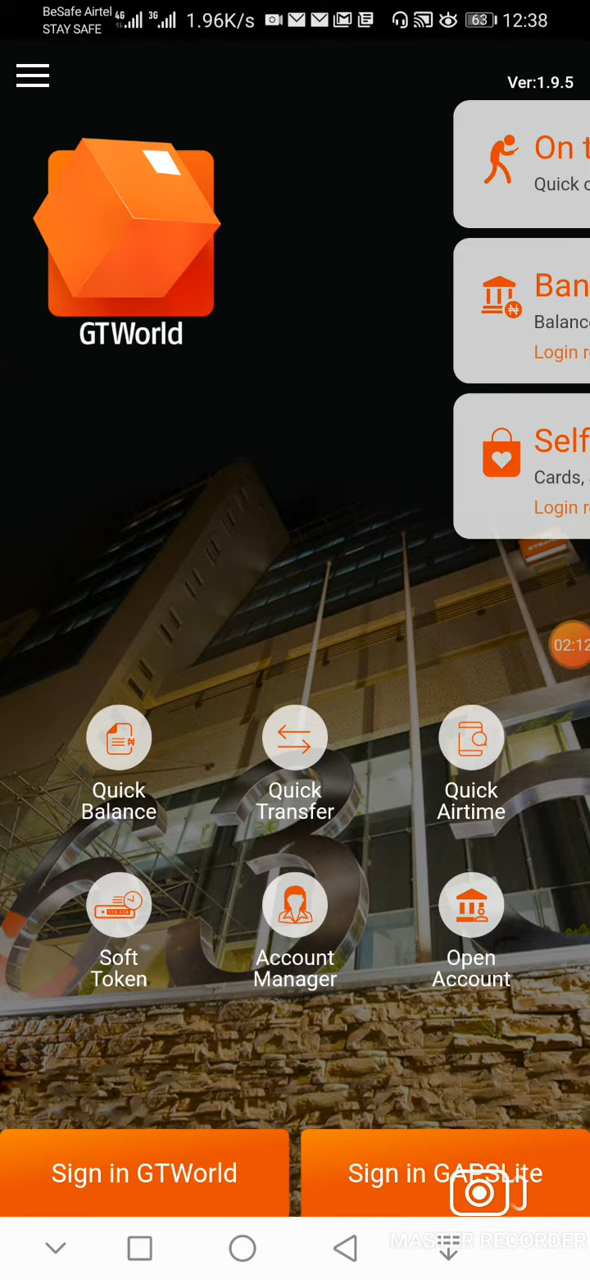 BeSafe Airtel
STAY SAFE
4G
3G
1.96K/s
63
12:38
Ver:1.9.5
On t
Quick c
GTWorld
Ban
Balanc
Login r
Self
Cards,
Login r
02:12
Quick
Balance
Quick
Transfer
Quick
Airtime
Soft
Token
Account
Manager
Open
Account
Sign in GTWorld
Sign in GAPSLite
MASTER RECORDER